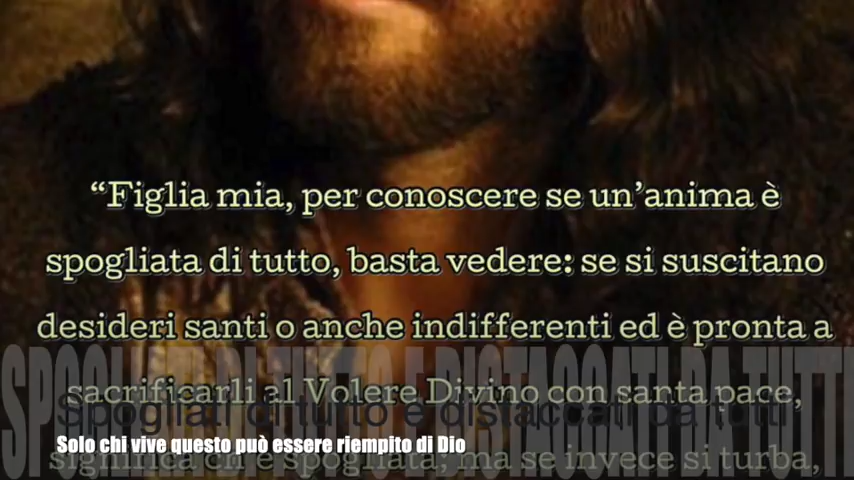 “Figlia mia, per conoscere se un’anima è
spogliata di tutto, basta vedere: se si suscitano
desideri santi o anche indifferenti ed è pronta a
SPOGLIATI DI TUTTO E DISTACCATI DA TUTTI
sacrificarli al Volere Divino con santa pace,
Spogliati di tutto e distaccati da tutti
Solo chi vive questo può essere riempito di Dio
significa ch'è spogliata; ma se invece si turba,